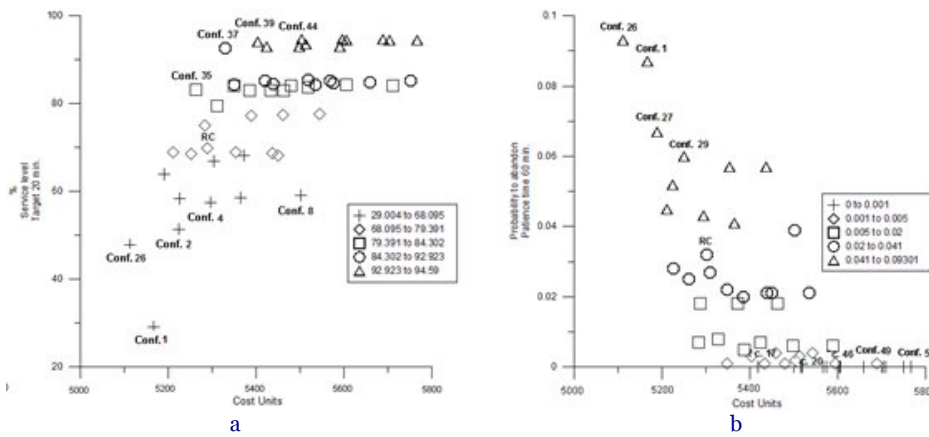 100
80
60
40
20
%
Service level
Target 20 min.
Conf. 37
Conf. 39
Conf. 44
Conf. 35
RC
Conf. 4
Conf. 8
Conf. 2
Conf. 26
Conf. 1
29.004 to 68.095
68.095 to 79.391
79.391 to 84.302
84.302 to 92.923
92.923 to 94.59
5000
5200
5400
5600
5800
Cost Units
a
0.1
0.08
0.06
0.04
0.02
0
Probability to abandon
Patience time 60 min.
Conf. 26
Conf. 1
Conf. 27
Conf. 29
RC
c. 17
C. 20
C. 46
Conf. 49
Conf. 5
0 to 0.001
0.001 to 0.005
0.005 to 0.02
0.02 to 0.041
0.041 to 0.09301
5000
5200
5400
5600
580
Cost Units
b